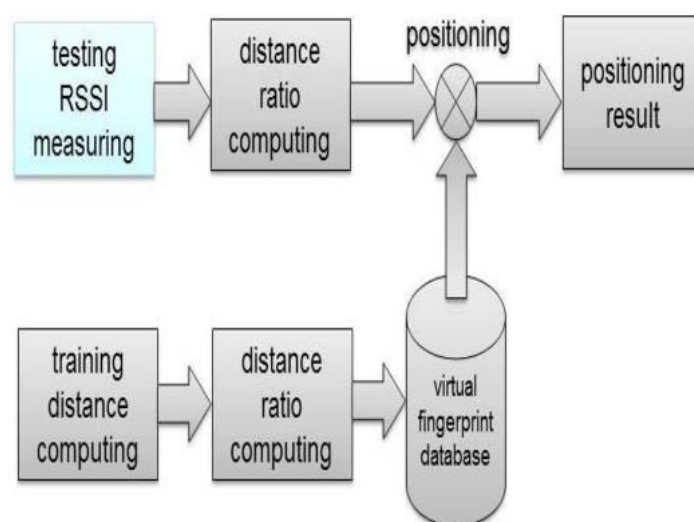 testing
RSSI
measuring
distance
ratio
computing
positioning
positioning
result
training
distance
computing
distance
ratio
computing
virtual
fingerprint
database